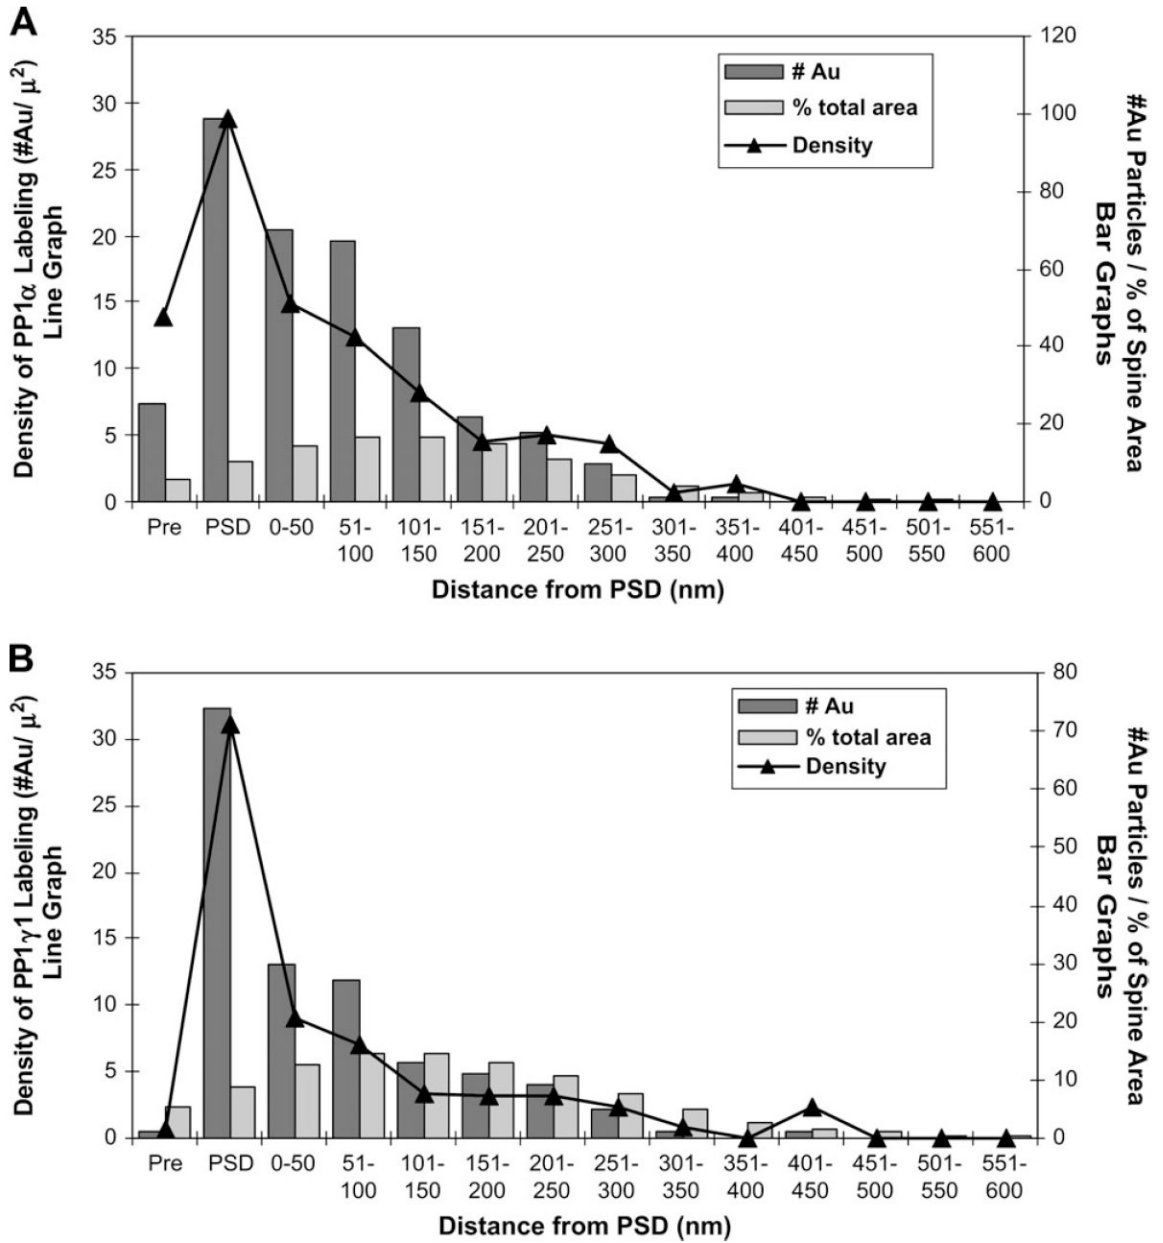 A
Density of PP1α Labeling (#Au/ μ²)
Line Graph
35
30
25
20
15
10
5
0
# Au
% total area
Density
120
100
80
60
40
20
0
#Au Particles / % of Spine Area
Bar Graphs
Pre PSD 0-50 51- 101- 151- 201- 251- 301- 351- 401- 451- 501- 551-
100 150 200 250 300 350 400 450 500 550 600
Distance from PSD (nm)
B
Density of PP1γ1 Labeling (#Au/ μ²)
Line Graph
35
30
25
20
15
10
5
0
# Au
% total area
Density
80
70
60
50
40
30
20
10
0
#Au Particles / % of Spine Area
Bar Graphs
Pre PSD 0-50 51- 101- 151- 201- 251- 301- 351- 401- 451- 501- 551-
100 150 200 250 300 350 400 450 500 550 600
Distance from PSD (nm)